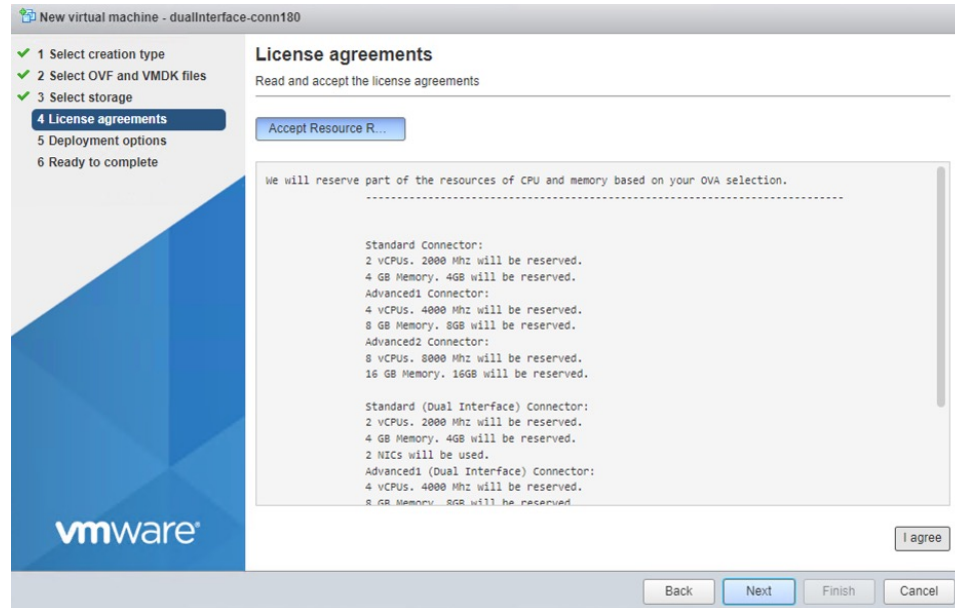 New virtual machine - dualInterface-conn180
1 Select creation type
2 Select OVF and VMDK files
3 Select storage
4 License agreements
5 Deployment options
6 Ready to complete
License agreements
Read and accept the license agreements
Accept Resource R...
We will reserve part of the resources of CPU and memory based on your OVA selection.
-----------------------------------------------------------------------------
Standard Connector:
2 vCPUs. 2000 Mhz will be reserved.
4 GB Memory. 4GB will be reserved.
Advanced1 Connector:
4 vCPUs. 4000 Mhz will be reserved.
8 GB Memory. 8GB will be reserved.
Advanced2 Connector:
8 vCPUs. 8000 Mhz will be reserved.
16 GB Memory. 16GB will be reserved.
Standard (Dual Interface) Connector:
2 vCPUs. 2000 Mhz will be reserved.
4 GB Memory. 4GB will be reserved.
2 NICs will be used.
Advanced1 (Dual Interface) Connector:
4 vCPUs. 4000 Mhz will be reserved.
8 GB Memory. 8GB will be reserved.
vmware®
I agree
Back
Next
Finish
Cancel